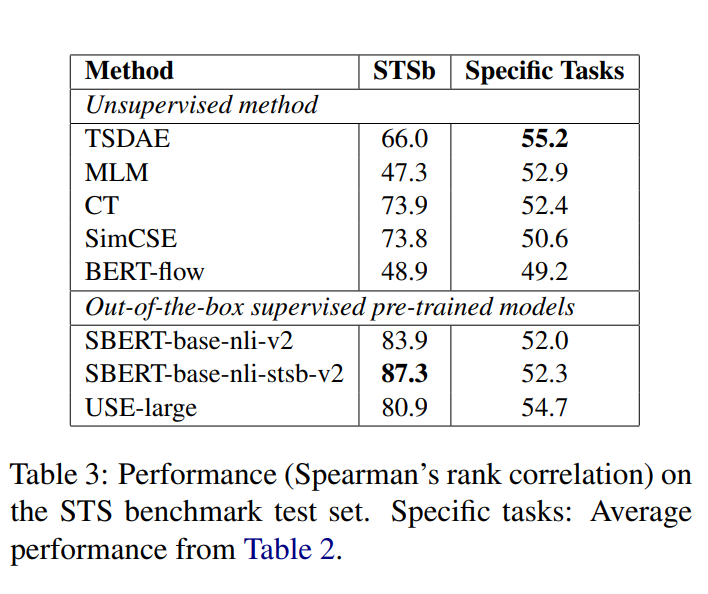 Method STSb Specific Tasks
Unsupervised method
TSDAE 66.0 55.2
MLM 47.3 52.9
CT 73.9 52.4
SimCSE 73.8 50.6
BERT-flow 48.9 49.2
Out-of-the-box supervised pre-trained models
SBERT-base-nli-v2 83.9 52.0
SBERT-base-nli-stsb-v2 87.3 52.3
USE-large 80.9 54.7
Table 3: Performance (Spearman's rank correlation) on
the STS benchmark test set. Specific tasks: Average
performance from Table 2.